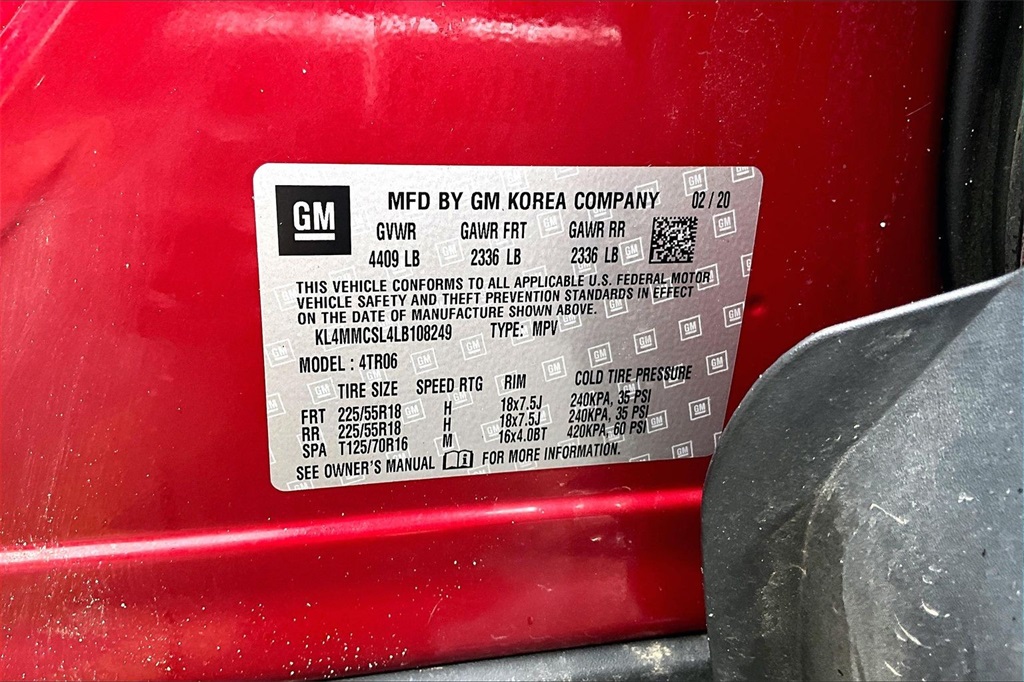 GM
MFD BY GM KOREA COMPANY 02 / 20
GVWR GAWR FRT GAWR RR
4409 LB 2336 LB 2336 LB
THIS VEHICLE CONFORMS TO ALL APPLICABLE U.S. FEDERAL MOTOR
VEHICLE SAFETY AND THEFT PREVENTION STANDARDS IN EFFECT
ON THE DATE OF MANUFACTURE SHOWN ABOVE.
KL4MMCSL4LB108249 TYPE: MPV
MODEL : 4TR06
TIRE SIZE SPEED RTG RIM COLD TIRE PRESSURE
FRT 225/55R18 H 18x7.5J 240KPA, 35 PSI
RR 225/55R18 H 18x7.5J 240KPA, 35 PSI
SPA T125/70R16 M 16x4.0BT 420KPA, 60 PSI
SEE OWNER'S MANUAL FOR MORE INFORMATION.